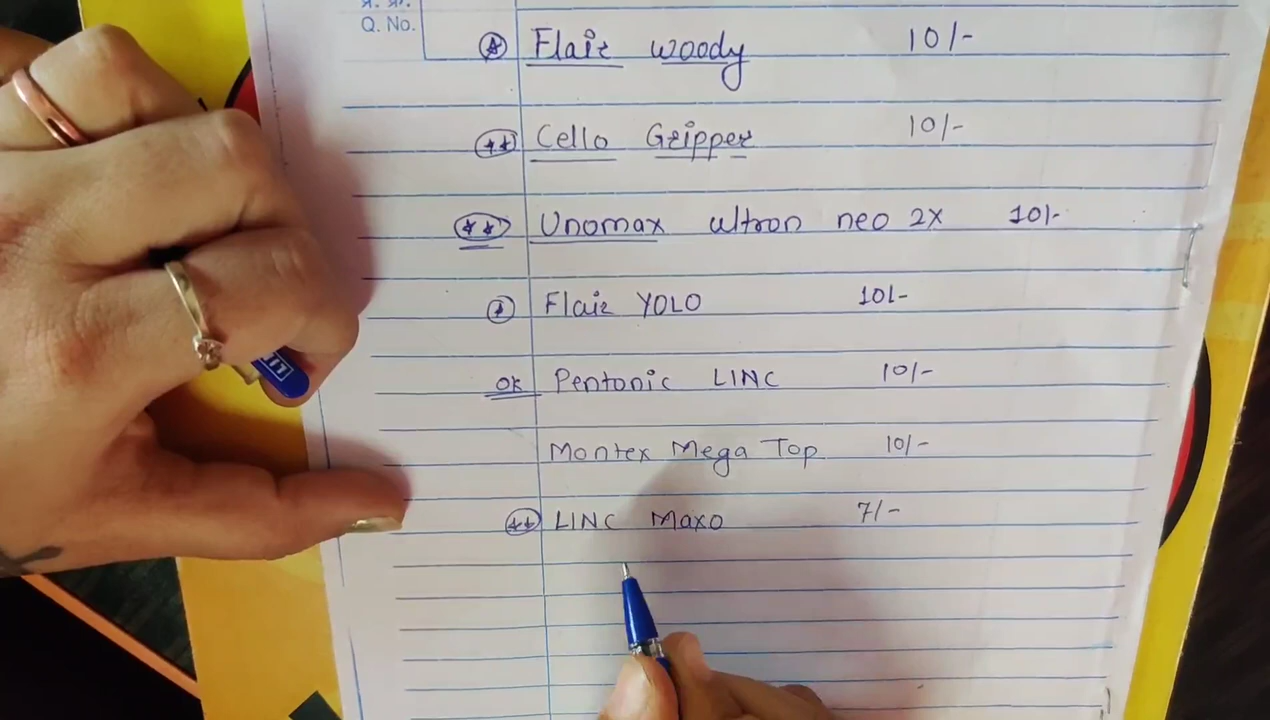 Q. No.
Flair woody 10/-
Cello Gripper 10/-
Unomax ultron neo 2X 10/-
Flair YOLO 10/-
OK Pentonic LINC 10/-
Montex Mega Top 10/-
LINC Maxo 7/-